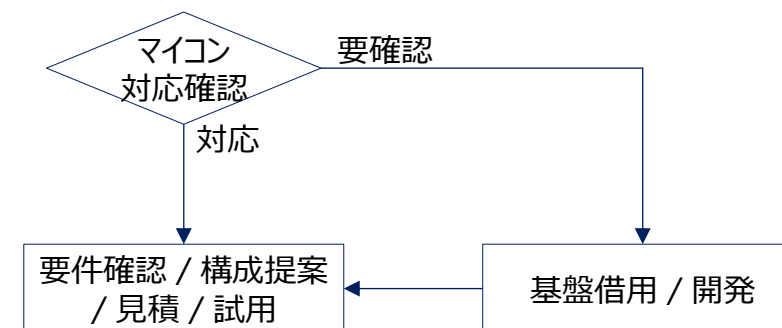 マイコン
対応確認
要確認
対応
要件確認 / 構成提案
/ 見積 / 試用
基盤借用 / 開発